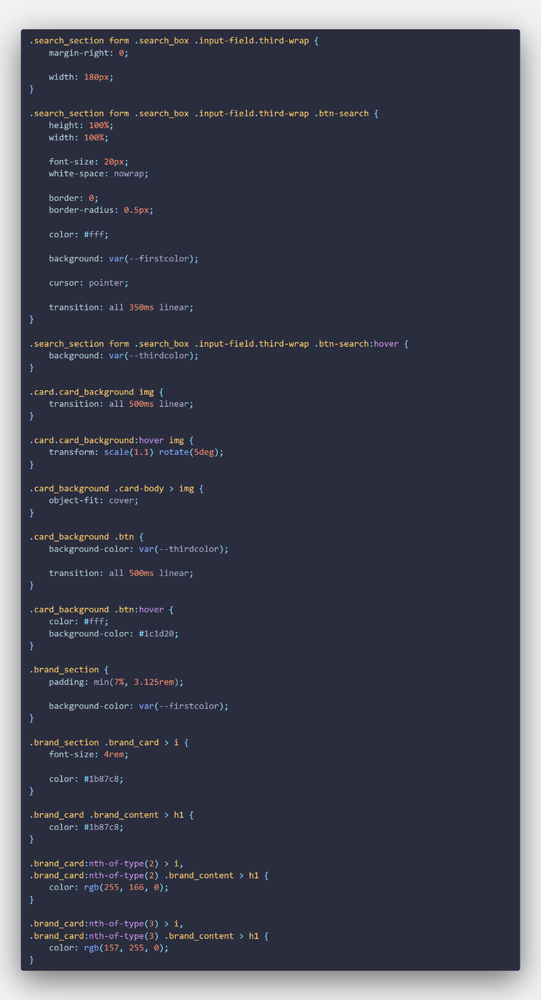 .search_section form .search_box .input-field.third-wrap {
    margin-right: 0;

    width: 180px;
}

.search_section form .search_box .input-field.third-wrap .btn-search {
    height: 100%;
    width: 100%;

    font-size: 20px;
    white-space: nowrap;

    border: 0;
    border-radius: 0.5px;

    color: #fff;

    background: var(--firstcolor);

    cursor: pointer;

    transition: all 350ms linear;
}

.search_section form .search_box .input-field.third-wrap .btn-search:hover {
    background: var(--thirdcolor);
}

.card.card_background img {
    transition: all 500ms linear;
}

.card.card_background:hover img {
    transform: scale(1.1) rotate(5deg);
}

.card_background .card-body > img {
    object-fit: cover;
}

.card_background .btn {
    background-color: var(--thirdcolor);

    transition: all 500ms linear;
}

.card_background .btn:hover {
    color: #fff;
    background-color: #1c1d20;
}

.brand_section {
    padding: min(7%, 3.125rem);

    background-color: var(--firstcolor);
}

.brand_section .brand_card > i {
    font-size: 4rem;

    color: #1b87c8;
}

.brand_card .brand_content > h1 {
    color: #1b87c8;
}

.brand_card:nth-of-type(2) > i,
.brand_card:nth-of-type(2) .brand_content > h1 {
    color: rgb(255, 166, 0);
}

.brand_card:nth-of-type(3) > i,
.brand_card:nth-of-type(3) .brand_content > h1 {
    color: rgb(157, 255, 0);
}